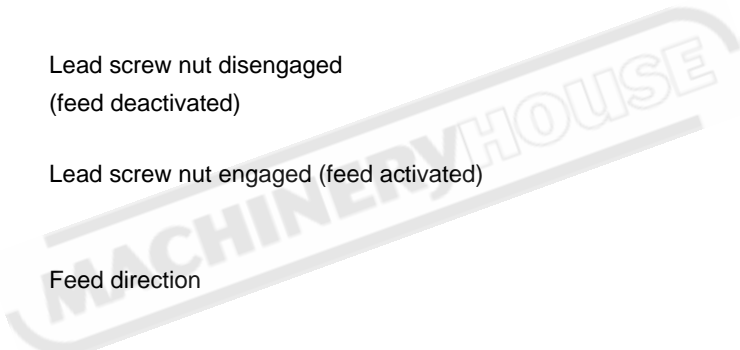 Lead screw nut disengaged
(feed deactivated)
Lead screw nut engaged (feed activated)
MACHINERYHOUSE
Feed direction